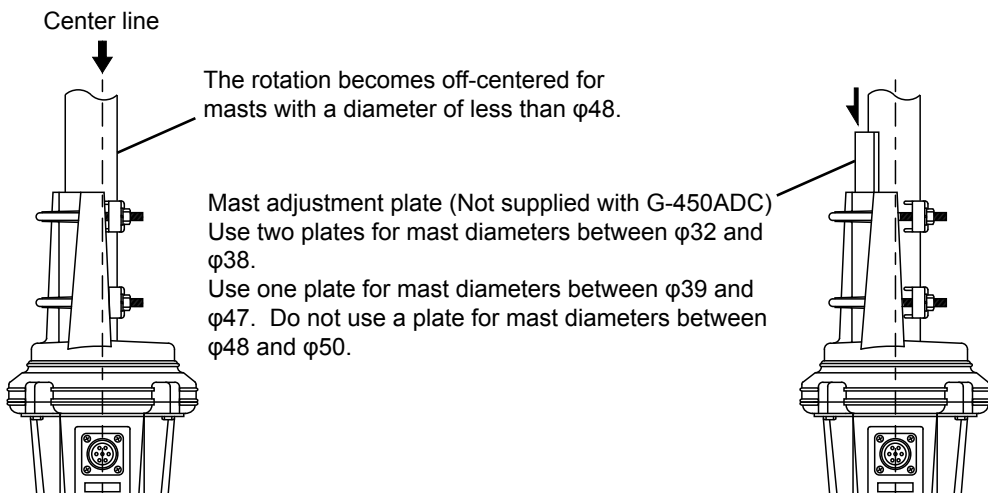 Center line
The rotation becomes off-centered for
masts with a diameter of less than φ48.
Mast adjustment plate (Not supplied with G-450ADC)
Use two plates for mast diameters between φ32 and
φ38.
Use one plate for mast diameters between φ39 and
φ47.  Do not use a plate for mast diameters between
φ48 and φ50.